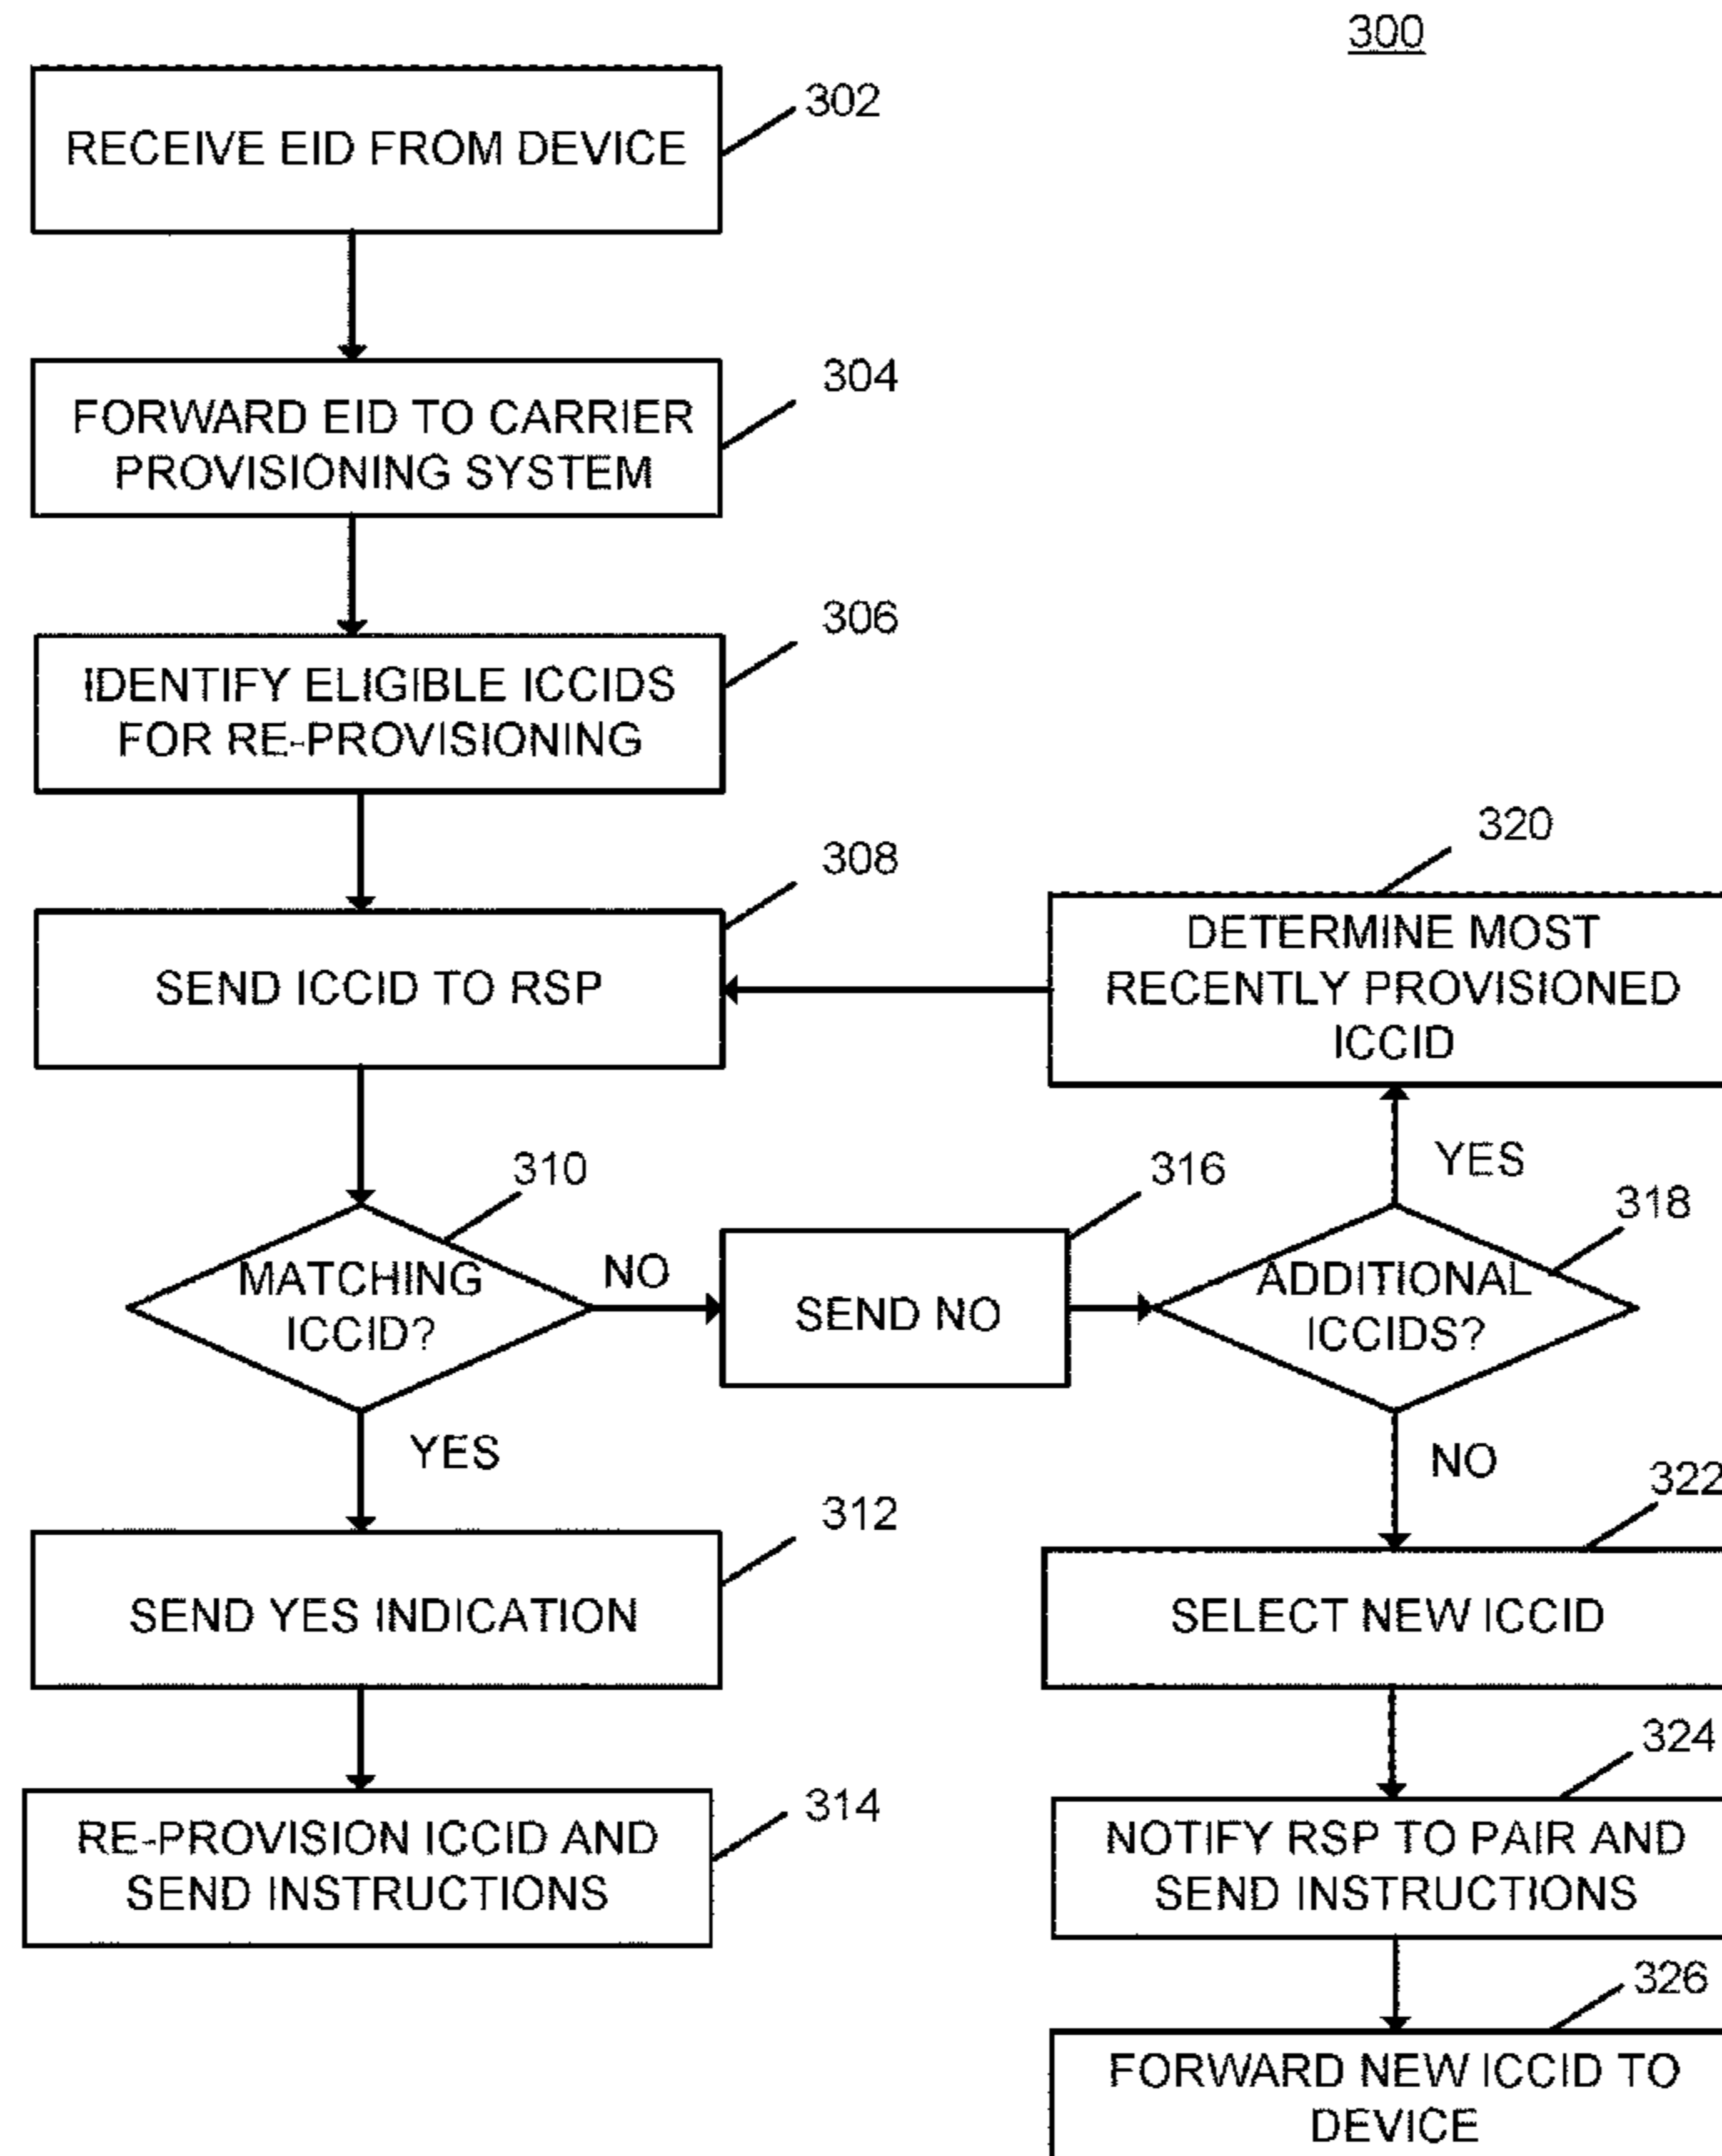 300
302
RECEIVE EID FROM DEVICE
304
FORWARD EID TO CARRIER
PROVISIONING SYSTEM
306
IDENTIFY ELIGIBLE ICCIDS
FOR RE-PROVISIONING
308
SEND ICCID TO RSP
320
DETERMINE MOST
RECENTLY PROVISIONED
ICCID
310
MATCHING
ICCID?
NO
316
SEND NO
YES
318
ADDITIONAL
ICCIDS?
YES
312
SEND YES INDICATION
314
RE-PROVISION ICCID AND
SEND INSTRUCTIONS
NO
322
SELECT NEW ICCID
324
NOTIFY RSP TO PAIR AND
SEND INSTRUCTIONS
326
FORWARD NEW ICCID TO
DEVICE